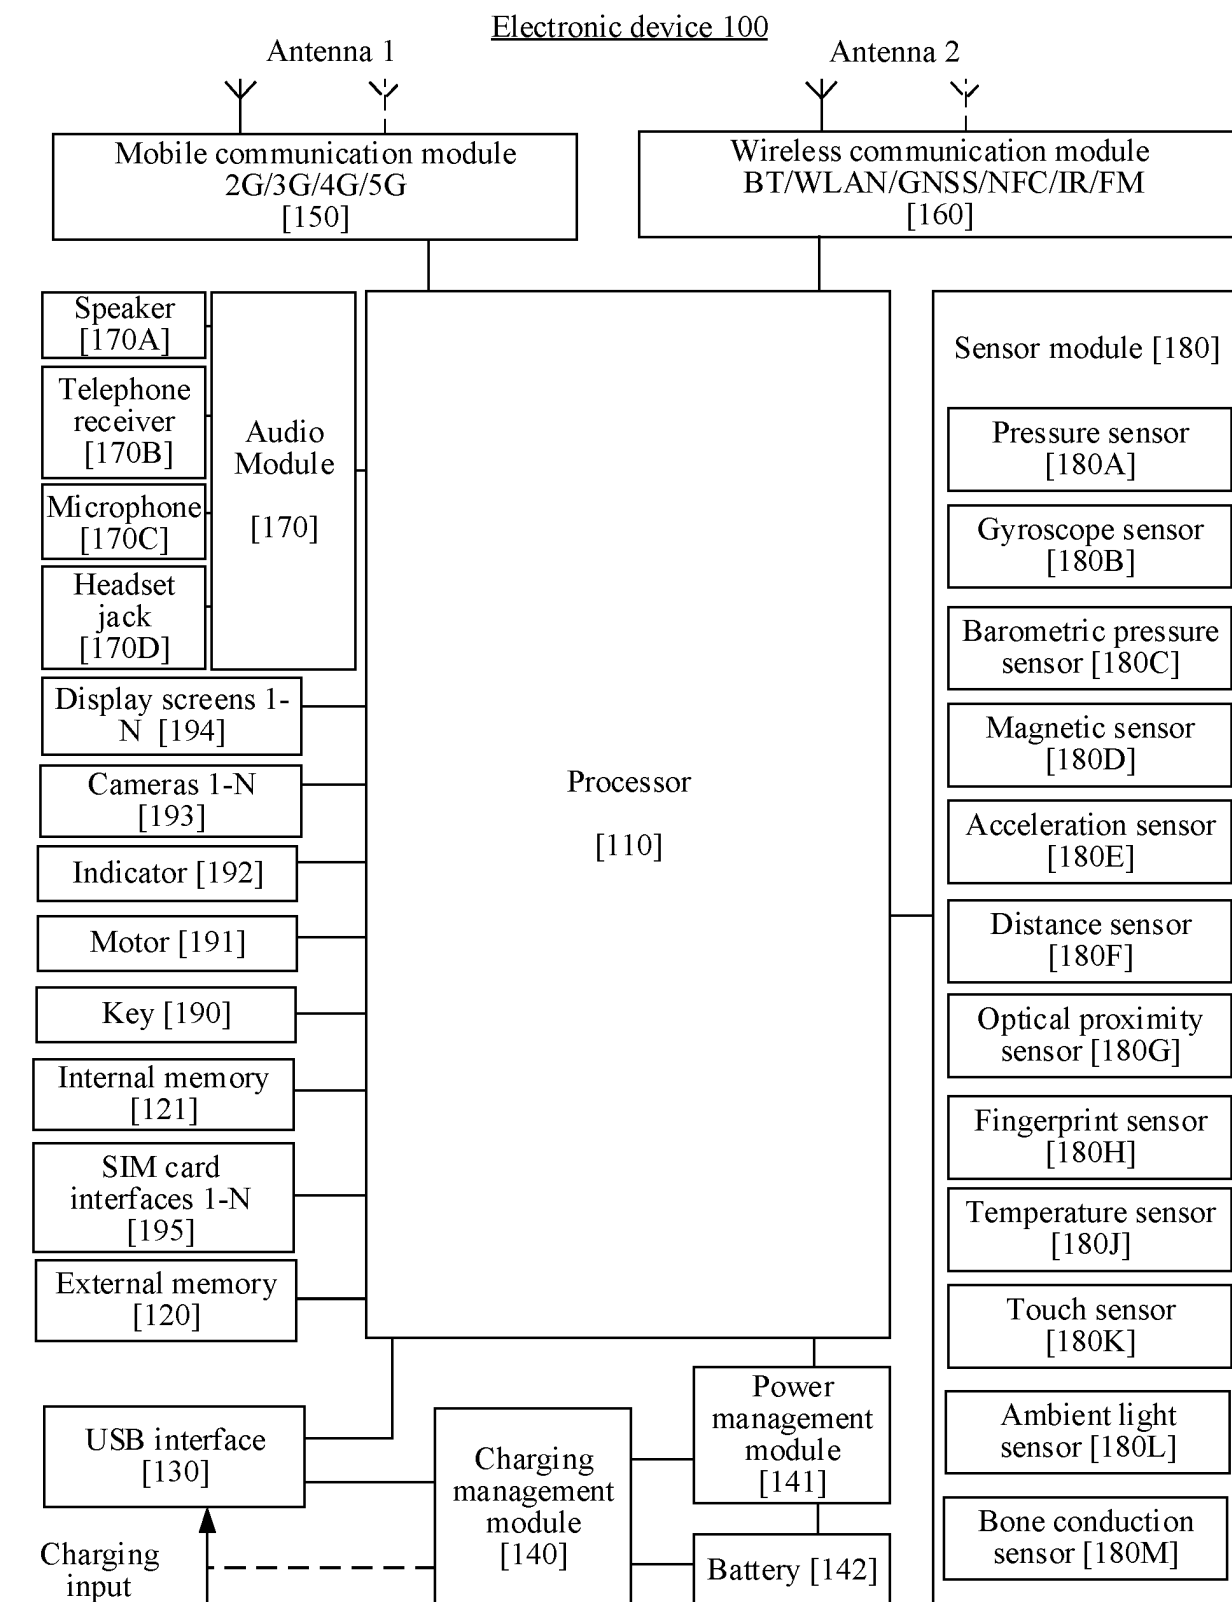 Electronic device 100
Antenna 1
Antenna 2
Mobile communication module
2G/3G/4G/5G
[150]
Wireless communication module
BT/WLAN/GNSS/NFC/IR/FM
[160]
Speaker
[170A]
Telephone
receiver
[170B]
Microphone
[170C]
Headset
jack
[170D]
Audio
Module
[170]
Display screens 1-
N [194]
Cameras 1-N
[193]
Indicator [192]
Motor [191]
Key [190]
Internal memory
[121]
SIM card
interfaces 1-N
[195]
External memory
[120]
Processor
[110]
Sensor module [180]
Pressure sensor
[180A]
Gyroscope sensor
[180B]
Barometric pressure
sensor [180C]
Magnetic sensor
[180D]
Acceleration sensor
[180E]
Distance sensor
[180F]
Optical proximity
sensor [180G]
Fingerprint sensor
[180H]
Temperature sensor
[180J]
Touch sensor
[180K]
Ambient light
sensor [180L]
Bone conduction
sensor [180M]
USB interface
[130]
Charging
input
Charging
management
module
[140]
Power
management
module
[141]
Battery [142]